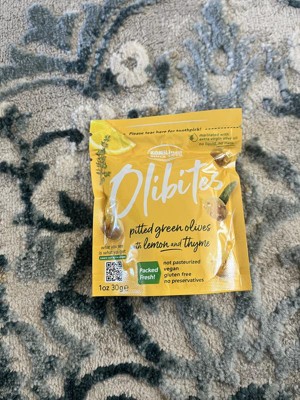 Please tear here for toothpick!
Olibites
pitted green olives
with lemon and thyme
Packed
Fresh!
not pasteurized
vegan
gluten free
no preservatives
1oz 30g℮